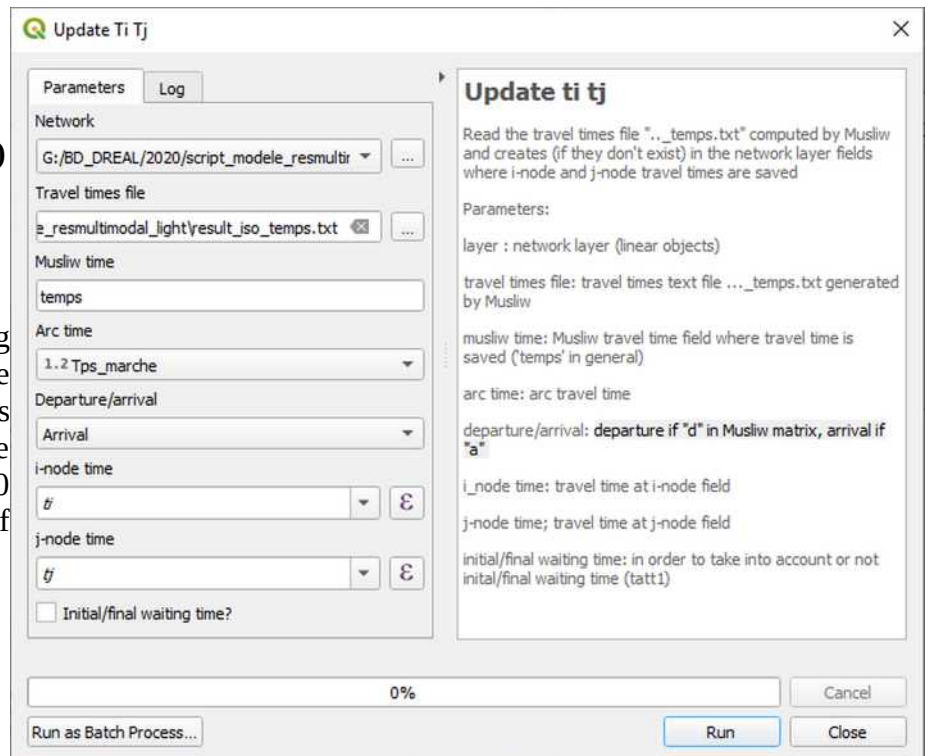 Update Ti Tj
Parameters
Log
Network
G:/BD_DREAL/2020/script_modele_resmultir
...
Travel times file
e_resmultimodal_light\result_iso_temps.txt
...
Musliw time
temps
Arc time
1.2 Tps_marche
Departure/arrival
Arrival
i-node time
ti
ε
j-node time
tj
ε
Initial/final waiting time?
Update ti tj
Read the travel times file ".._temps.txt" computed by Musliw
and creates (if they don't exist) in the network layer fields
where i-node and j-node travel times are saved
Parameters:
layer : network layer (linear objects)
travel times file: travel times text file ..._temps.txt generated
by Musliw
musliw time: Musliw travel time field where travel time is
saved ('temps' in general)
arc time: arc travel time
departure/arrival: departure if "d" in Musliw matrix, arrival if
"a"
i_node time: travel time at i-node field
j-node time; travel time at j-node field
initial/final waiting time: in order to take into account or not
inital/final waiting time (tatt1)
0%
Cancel
Run as Batch Process...
Run
Close